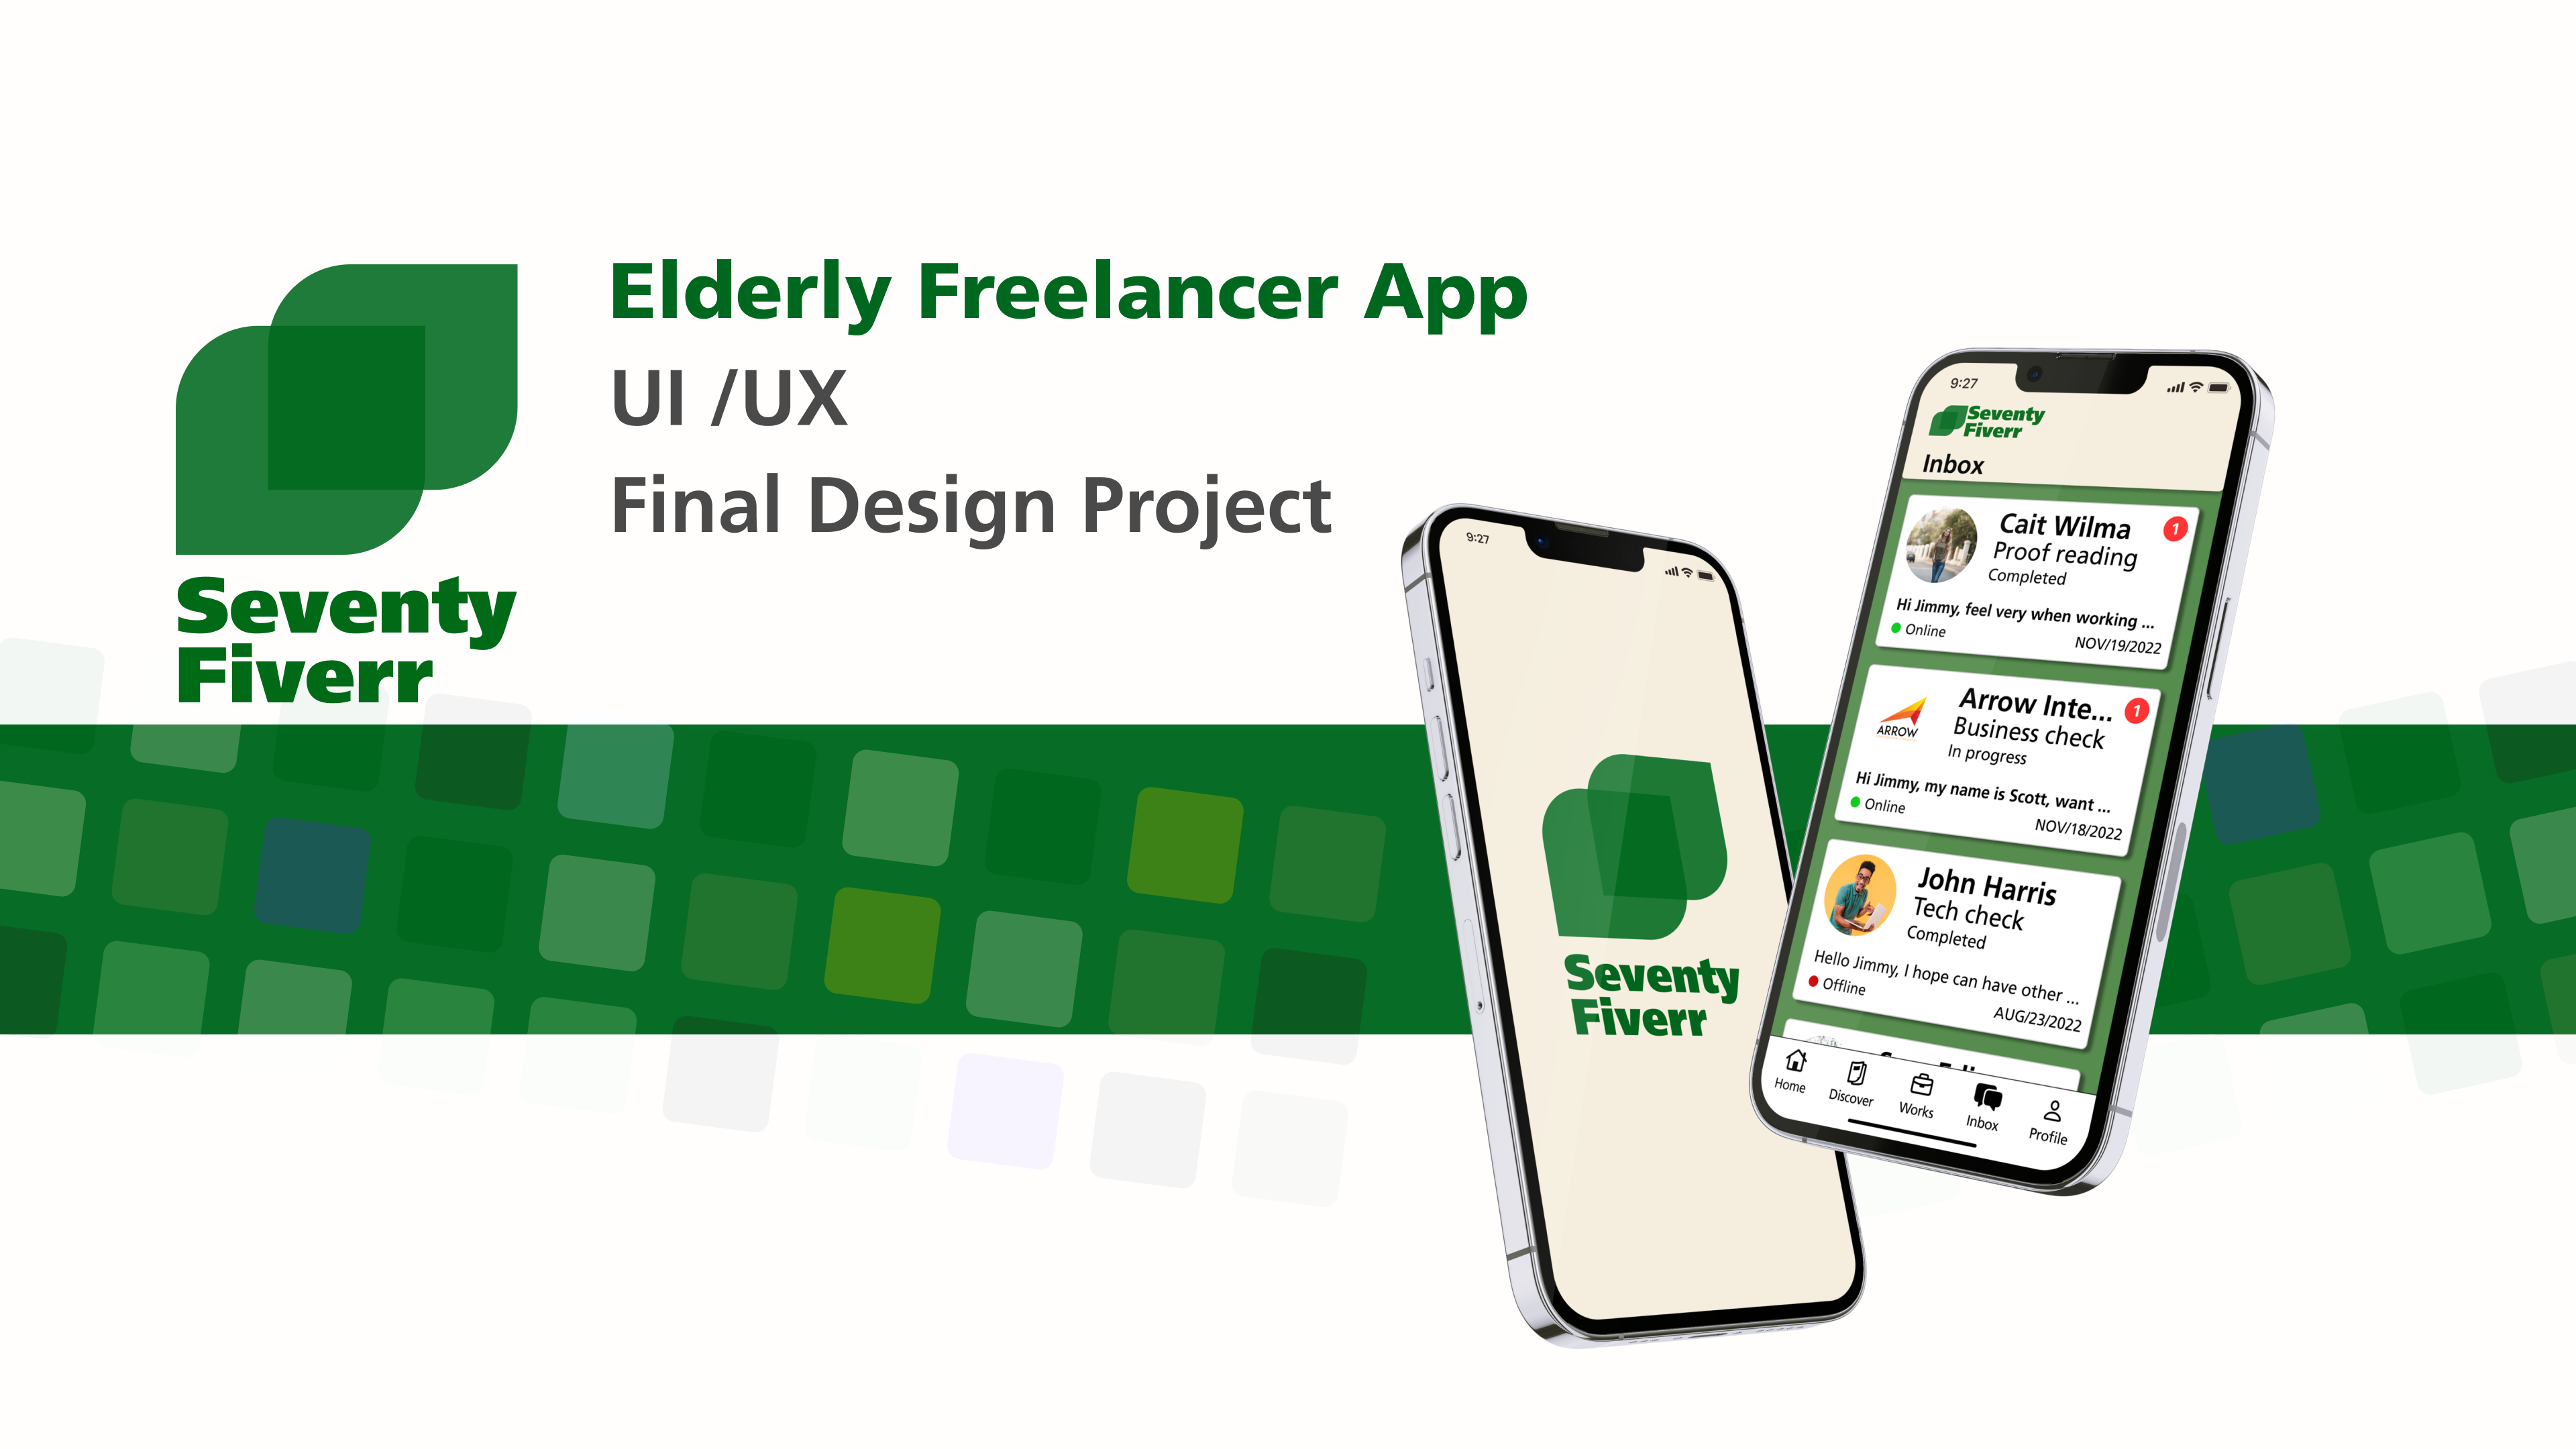 Elderly Freelancer App
UI /UX
Final Design Project
Seventy
Fiverr
9:27
Seventy
Fiverr
9:27
Seventy
Fiverr
Inbox
Cait Wilma
1
Proof reading
Completed
Hi Jimmy, feel very when working ...
Online
NOV/19/2022
Arrow Inte...
1
ARROW
Business check
In progress
Hi Jimmy, my name is Scott, want ...
Online
NOV/18/2022
John Harris
Tech check
Completed
Hello Jimmy, I hope can have other ...
Offline
AUG/23/2022
Home
Discover
Works
Inbox
Profile